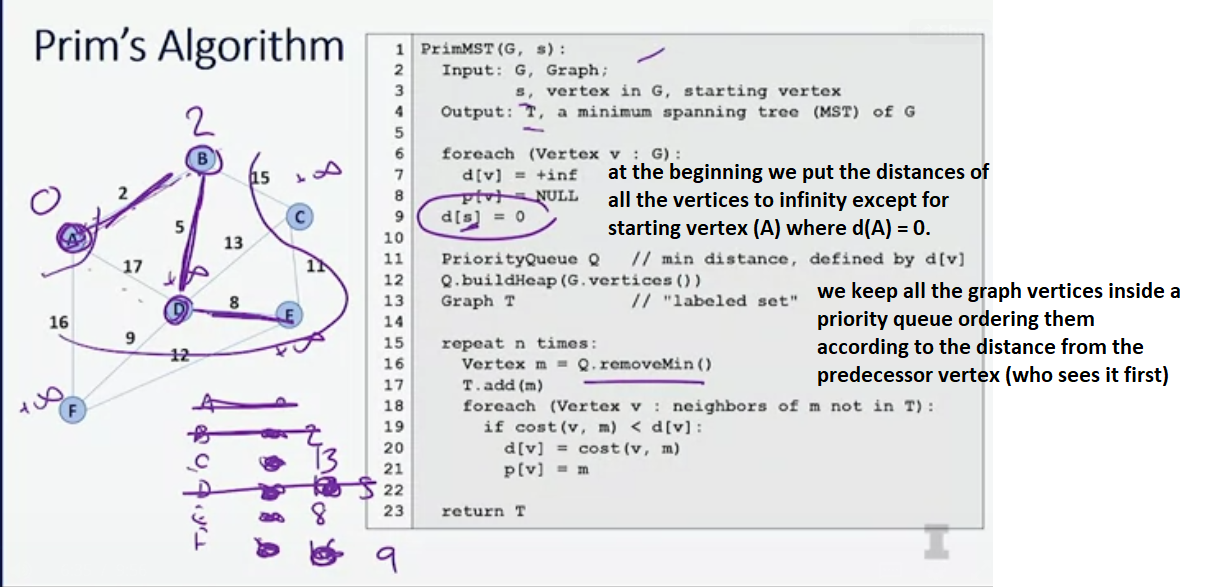 Prim's Algorithm
1 PrimMST(G, s):
2 Input: G, Graph;
3 s, vertex in G, starting vertex
4 Output: T, a minimum spanning tree (MST) of G
5
6 foreach (Vertex v : G):
7 d[v] = +inf
8 p[v] = NULL
9 d[s] = 0
10
11 PriorityQueue Q // min distance, defined by d[v]
12 Q.buildHeap(G.vertices())
13 Graph T // "labeled set"
14
15 repeat n times:
16 Vertex m = Q.removeMin()
17 T.add(m)
18 foreach (Vertex v : neighbors of m not in T):
19 if cost(v, m) < d[v]:
20 d[v] = cost(v, m)
21 p[v] = m
22
23 return T
at the beginning we put the distances of
all the vertices to infinity except for
starting vertex (A) where d(A) = 0.
we keep all the graph vertices inside a
priority queue ordering them
according to the distance from the
predecessor vertex (who sees it first)
2
B
0
2
15
+∞
A
5
C
13
17
+∞
11
D
8
E
16
9
+∞
12
+∞
F
A 0
B 2
C 13
D 5
E 8
F 16 9
I